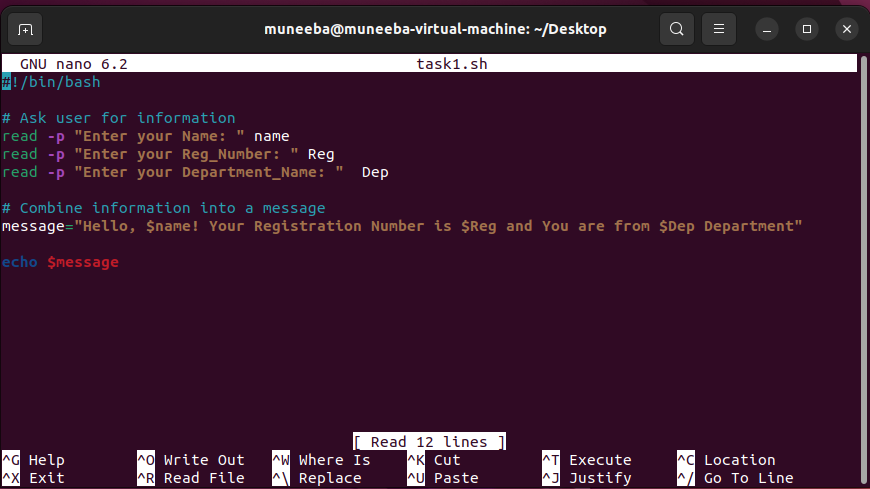 muneeba@muneeba-virtual-machine: ~/Desktop
GNU nano 6.2 task1.sh
#!/bin/bash
# Ask user for information
read -p "Enter your Name: " name
read -p "Enter your Reg_Number: " Reg
read -p "Enter your Department_Name: "  Dep
# Combine information into a message
message="Hello, $name! Your Registration Number is $Reg and You are from $Dep Department"
echo $message
[ Read 12 lines ]
^G Help ^O Write Out ^W Where Is ^K Cut ^T Execute ^C Location
^X Exit ^R Read File ^\ Replace ^U Paste ^J Justify ^/ Go To Line